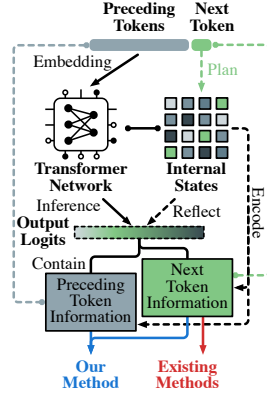 Preceding Tokens
Next Token
Embedding
Plan
Transformer Network
Internal States
Inference
Reflect
Encode
Output Logits
Contain
Preceding Token Information
Next Token Information
Our Method
Existing Methods